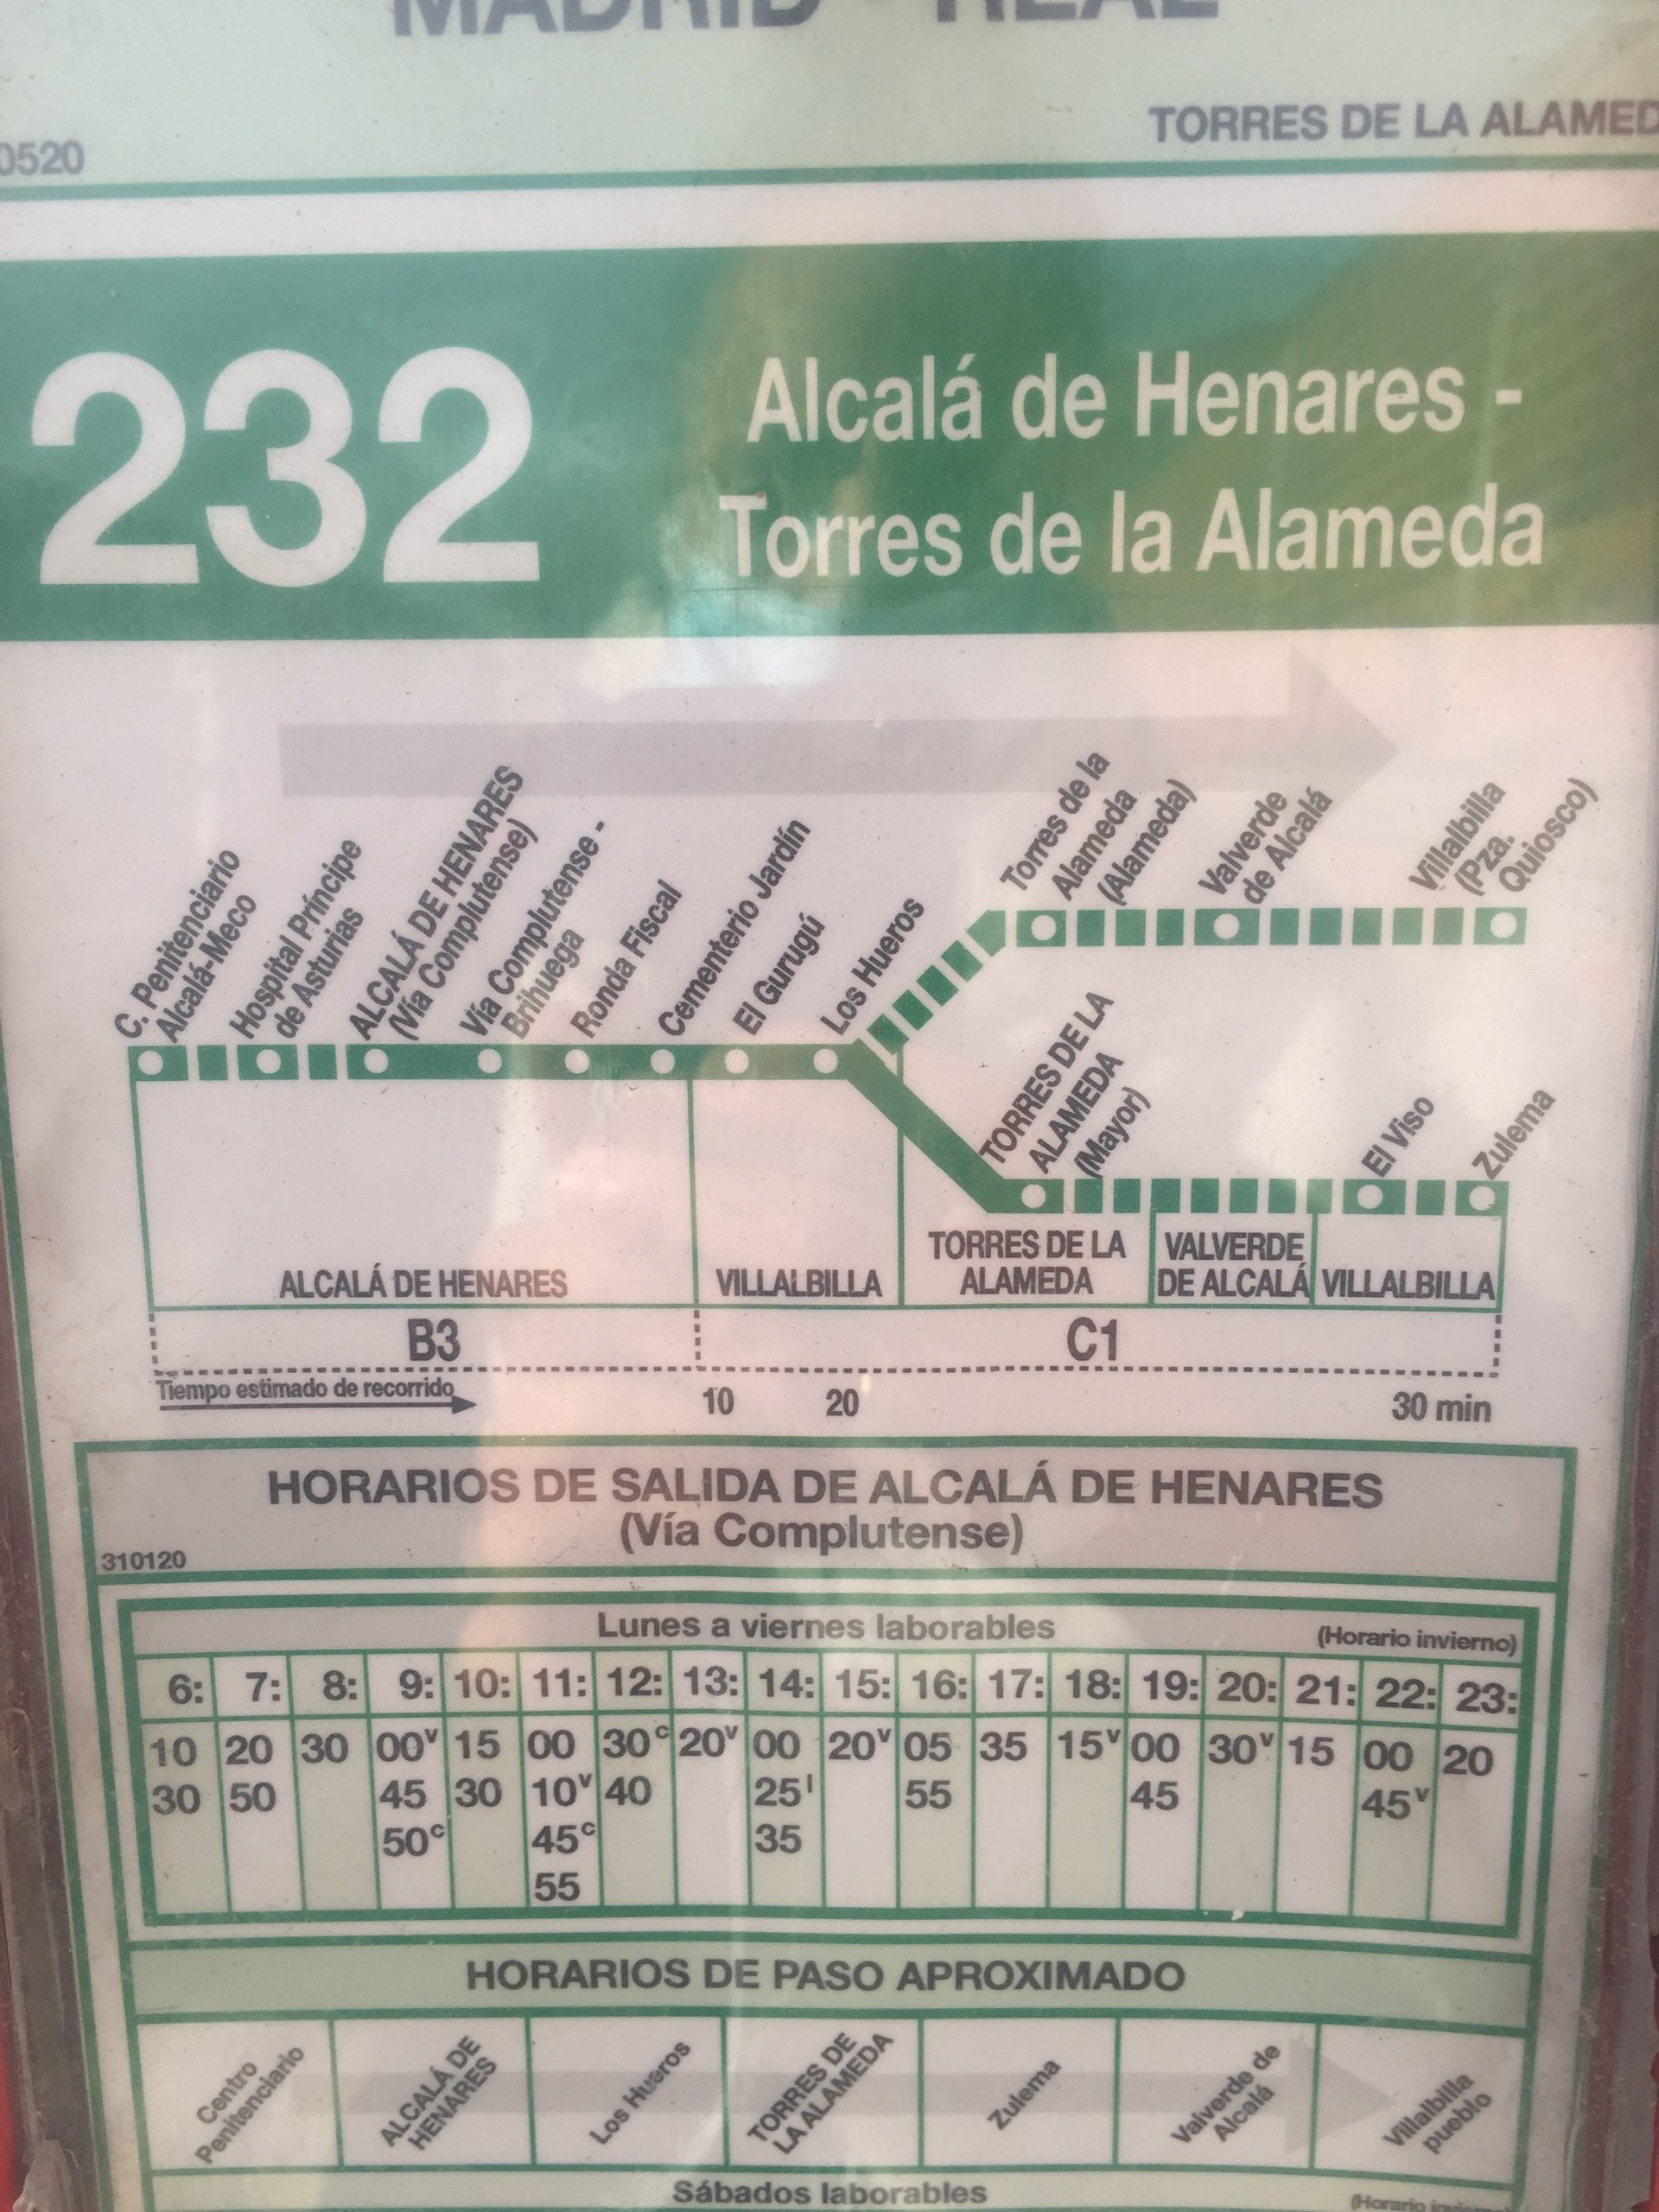 MADRID - REAL
TORRES DE LA ALAMED
0520
232
Alcalá de Henares -
Torres de la Alameda
C. Penitenciario
Alcalá-Meco
Hospital Príncipe
de Asturias
ALCALÁ DE HENARES
(Vía Complutense)
Vía Complutense -
Brihuega
Ronda Fiscal
Cementerio Jardín
El Gurugú
Los Hueros
Torres de la
Alameda
(Alameda)
Valverde
de Alcalá
Villalbilla
(Pza.
Quiosco)
TORRES DE LA
ALAMEDA
(Mayor)
El Viso
Zulema
ALCALÁ DE HENARES
VILLALBILLA
TORRES DE LA
ALAMEDA
VALVERDE
DE ALCALÁ
VILLALBILLA
B3
C1
Tiempo estimado de recorrido
10 20 30 min
HORARIOS DE SALIDA DE ALCALÁ DE HENARES
(Vía Complutense)
310120
Lunes a viernes laborables (Horario invierno)
6: 7: 8: 9: 10: 11: 12: 13: 14: 15: 16: 17: 18: 19: 20: 21: 22: 23:
10 20 30 00ᵛ 15 00 30ᶜ 20ᵛ 00 20ᵛ 05 35 15ᵛ 00 30ᵛ 15 00 20
30 50 45 30 10ᵛ 40 25ˡ 55 45 45ᵛ
50ᶜ 45ᶜ 35
55
HORARIOS DE PASO APROXIMADO
Centro
Penitenciario
ALCALÁ DE
HENARES
Los Hueros
TORRES DE
LA ALAMEDA
Zulema
Valverde de
Alcalá
Villalbilla
pueblo
Sábados laborables (Horario invierno)